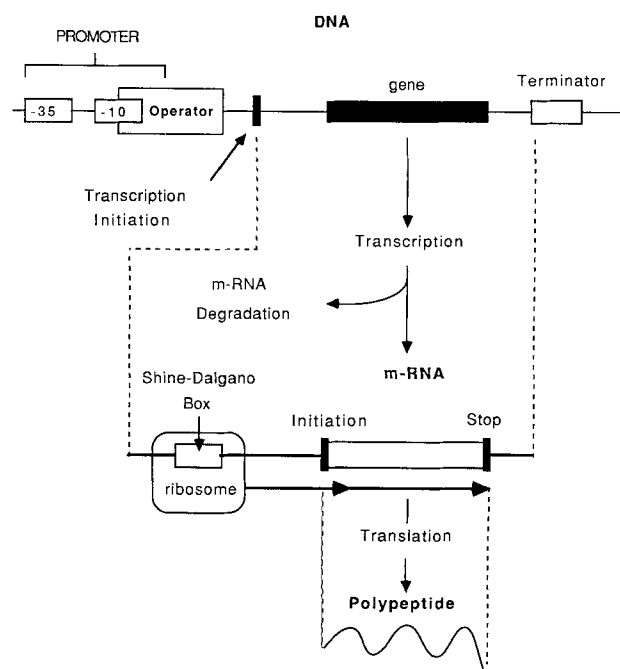 DNA
PROMOTER
gene
Terminator
-35
-10
Operator
Transcription
Initiation
Transcription
m-RNA
Degradation
m-RNA
Shine-Dalgano
Box
Initiation
Stop
ribosome
Translation
Polypeptide